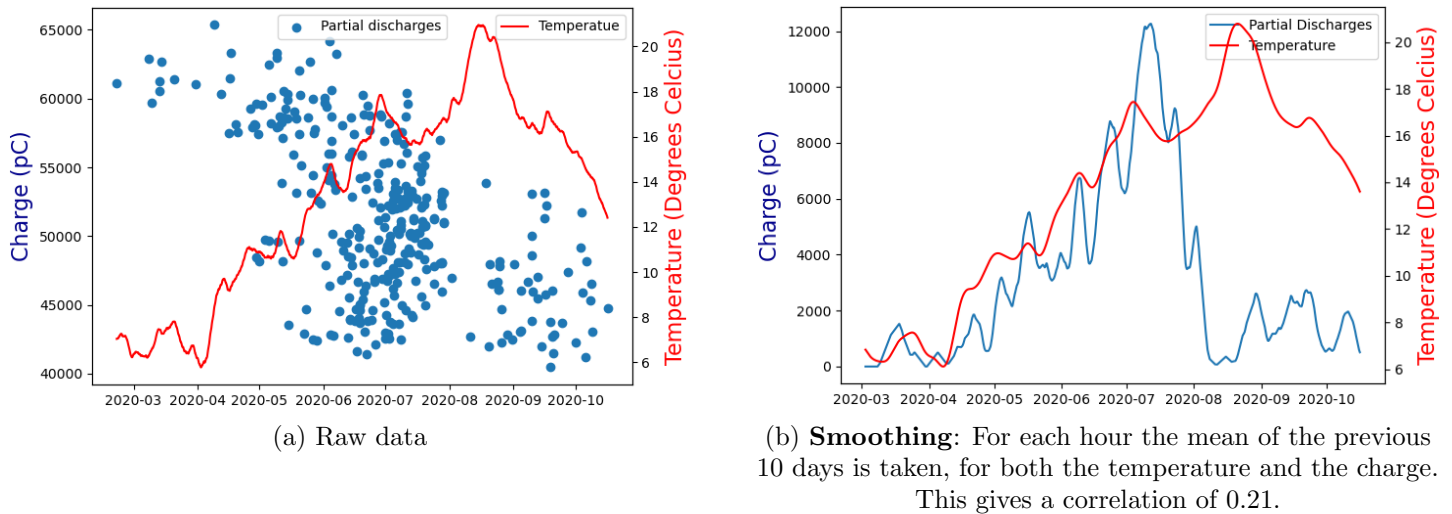 Partial discharges
Temperatue
65000
60000
55000
50000
45000
40000
Charge (pC)
20
18
16
14
12
10
8
6
Temperature (Degrees Celcius)
2020-03 2020-04 2020-05 2020-06 2020-07 2020-08 2020-09 2020-10
(a) Raw data
Partial Discharges
Temperature
12000
10000
8000
6000
4000
2000
0
Charge (pC)
20
18
16
14
12
10
8
6
Temperature (Degrees Celcius)
2020-03 2020-04 2020-05 2020-06 2020-07 2020-08 2020-09 2020-10
(b) Smoothing: For each hour the mean of the previous
10 days is taken, for both the temperature and the charge.
This gives a correlation of 0.21.